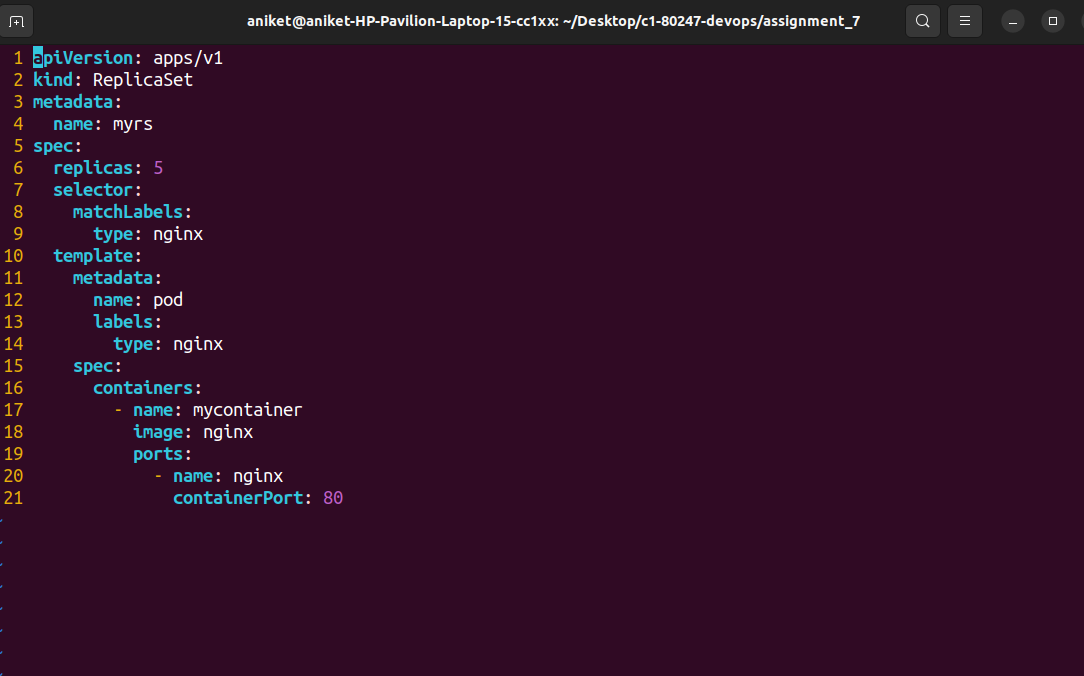 aniket@aniket-HP-Pavilion-Laptop-15-cc1xx: ~/Desktop/c1-80247-devops/assignment_7
1 apiVersion: apps/v1
2 kind: ReplicaSet
3 metadata:
4   name: myrs
5 spec:
6   replicas: 5
7   selector:
8     matchLabels:
9       type: nginx
10   template:
11     metadata:
12       name: pod
13       labels:
14         type: nginx
15     spec:
16       containers:
17         - name: mycontainer
18           image: nginx
19           ports:
20             - name: nginx
21               containerPort: 80
~
~
~
~
~
~
~
~